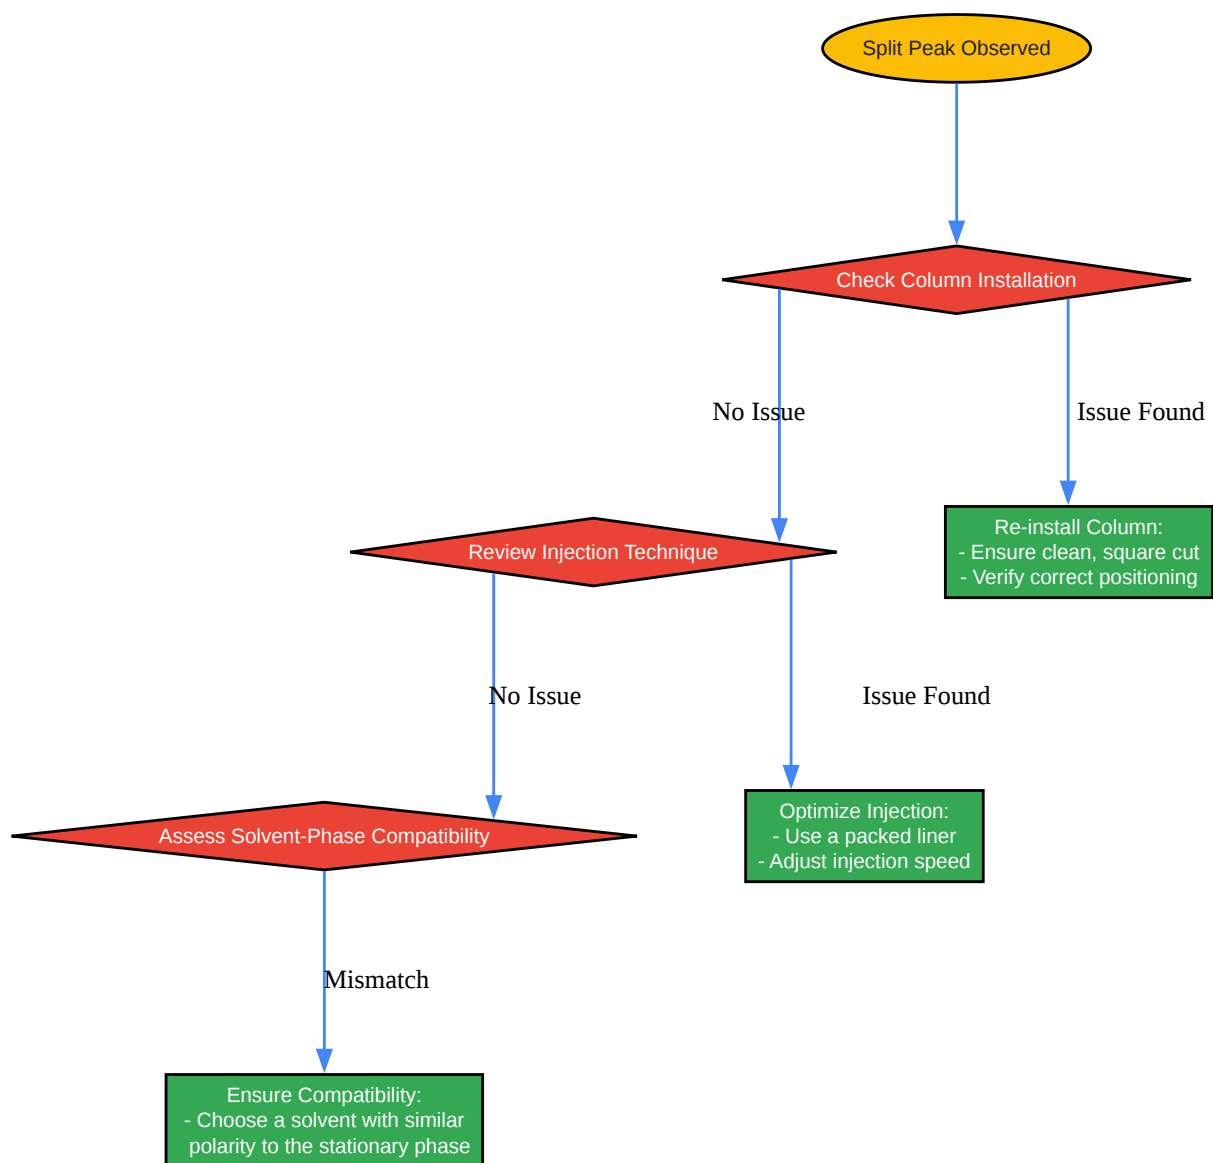 Split Peak Observed
Check Column Installation
No Issue
Issue Found
Re-install Column:
- Ensure clean, square cut
- Verify correct positioning
Review Injection Technique
No Issue
Issue Found
Optimize Injection:
- Use a packed liner
- Adjust injection speed
Assess Solvent-Phase Compatibility
Mismatch
Ensure Compatibility:
- Choose a solvent with similar
polarity to the stationary phase